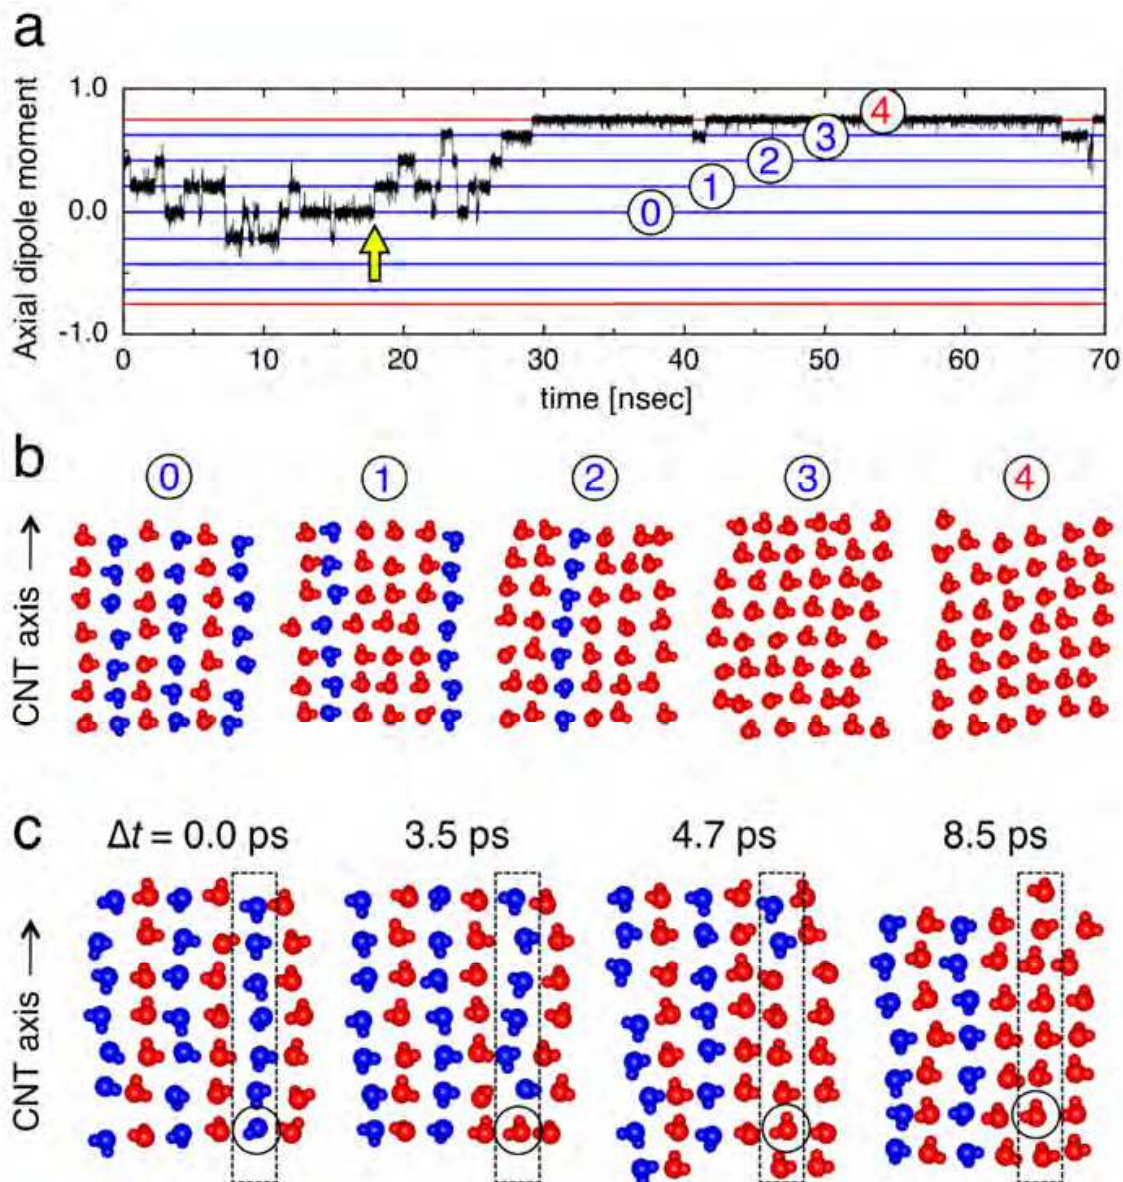 a
Axial dipole moment
1.0
0.0
-1.0
0 1 2 3 4
0 10 20 30 40 50 60 70
time [nsec]
b
0 1 2 3 4
CNT axis
c
Δt = 0.0 ps 3.5 ps 4.7 ps 8.5 ps
CNT axis